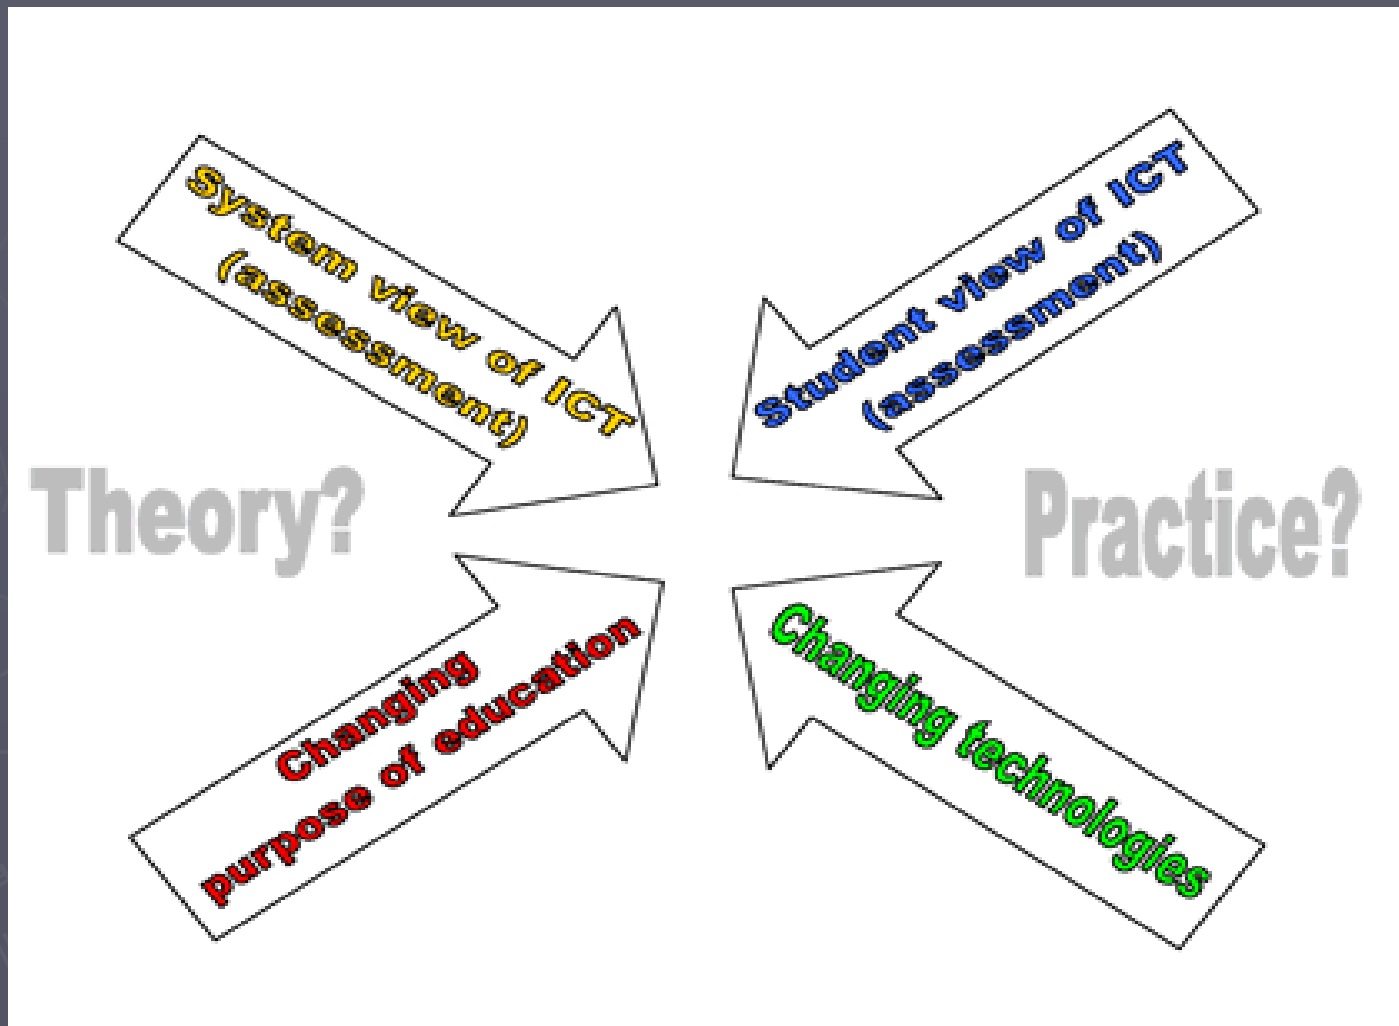 System view of ICT
(assessment)
Student view of ICT
(assessment)
Theory?
Practice?
Changing
purpose of education
Changing technologies